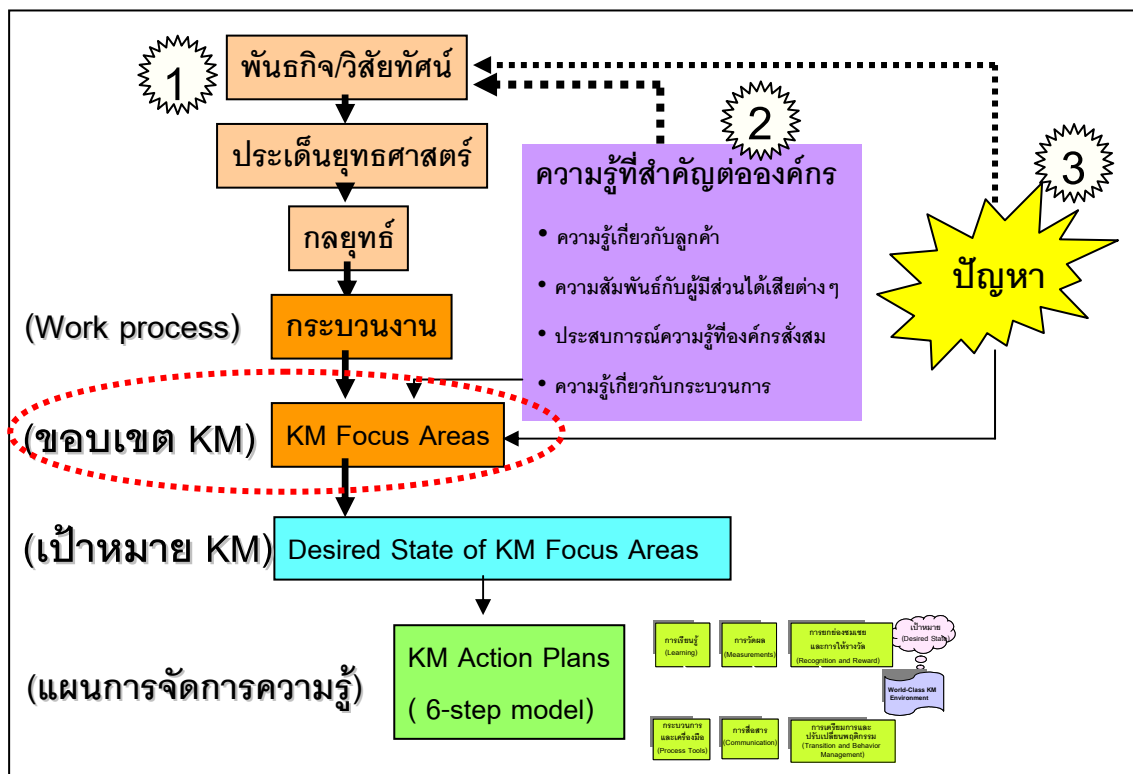 1
พันธกิจ/วิสัยทัศน์
ประเด็นยุทธศาสตร์
กลยุทธ์
(Work process)
กระบวนงาน
2
ความรู้ที่สำคัญต่อองค์กร
• ความรู้เกี่ยวกับลูกค้า
• ความสัมพันธ์กับผู้มีส่วนได้เสียต่างๆ
• ประสบการณ์ความรู้ที่องค์กรสั่งสม
• ความรู้เกี่ยวกับกระบวนการ
3
ปัญหา
(ขอบเขต KM)
KM Focus Areas
(เป้าหมาย KM)
Desired State of KM Focus Areas
(แผนการจัดการความรู้)
KM Action Plans
( 6-step model)
การเรียนรู้
(Learning)
การวัดผล
(Measurements)
การยกย่องชมเชย
และการให้รางวัล
(Recognition and Reward)
เป้าหมาย
(Desired State)
World-Class KM
Environment
กระบวนการ
และเครื่องมือ
(Process Tools)
การสื่อสาร
(Communication)
การเตรียมการและ
ปรับเปลี่ยนพฤติกรรม
(Transition and Behavior
Management)